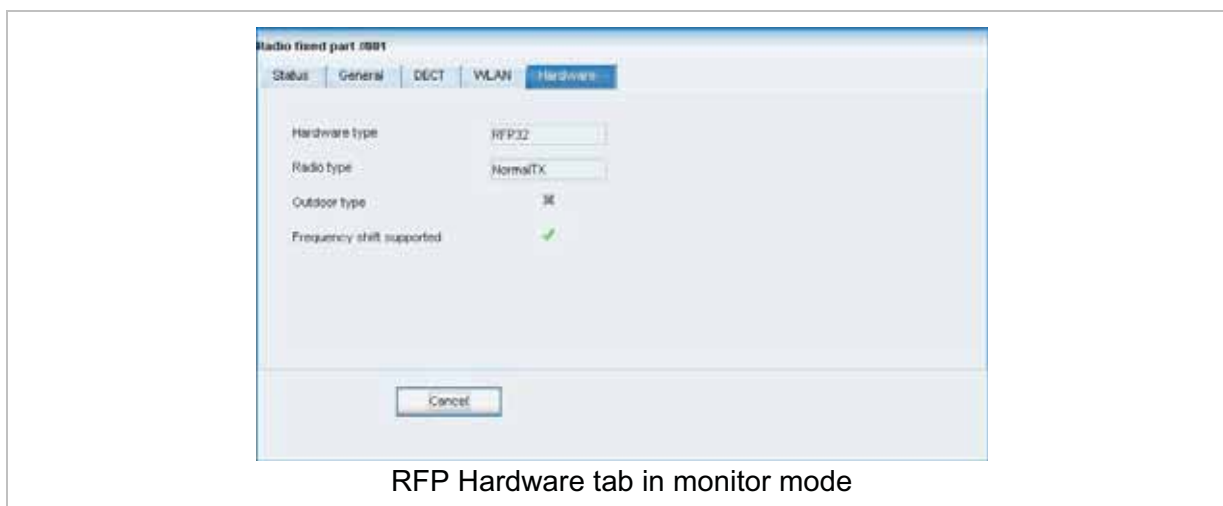 Radio fixed part #001
Status General DECT WLAN Hardware
Hardware type RFP32
Radio type NormalTX
Outdoor type
Frequency shift supported
Cancel
RFP Hardware tab in monitor mode